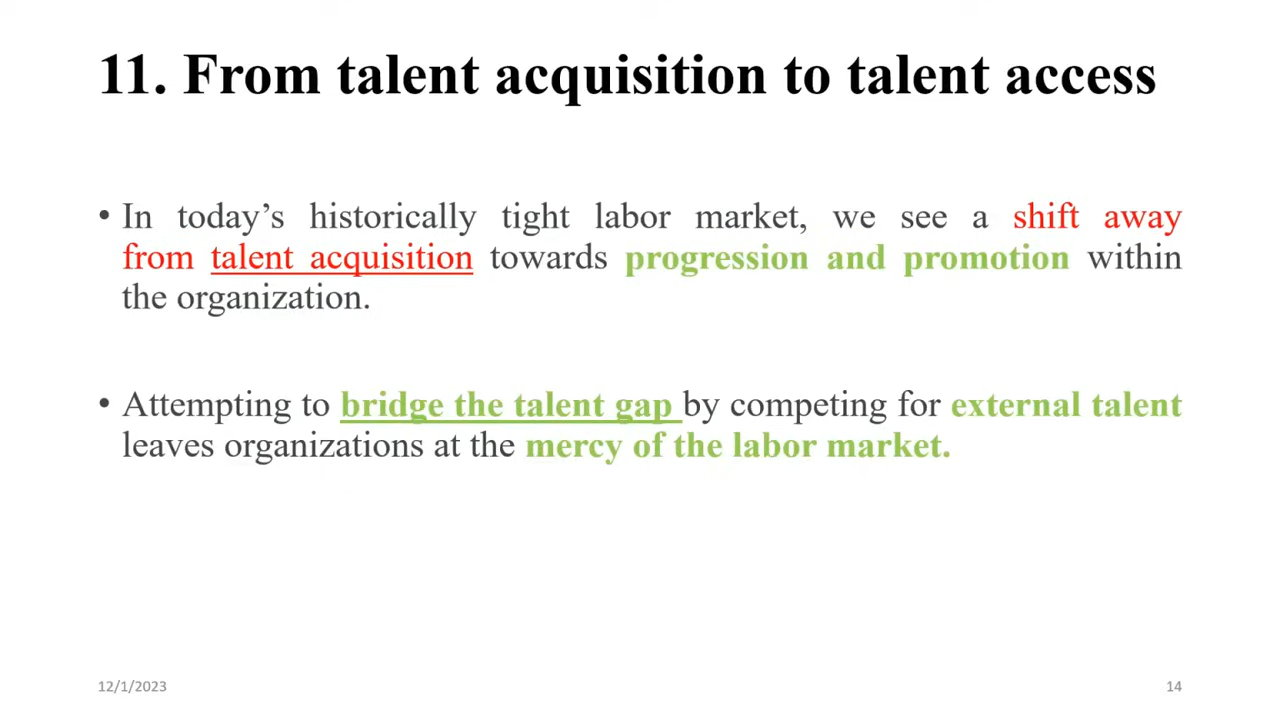 11. From talent acquisition to talent access
• In today’s historically tight labor market, we see a shift away
from talent acquisition towards progression and promotion within
the organization.
• Attempting to bridge the talent gap by competing for external talent
leaves organizations at the mercy of the labor market.
12/1/2023
14